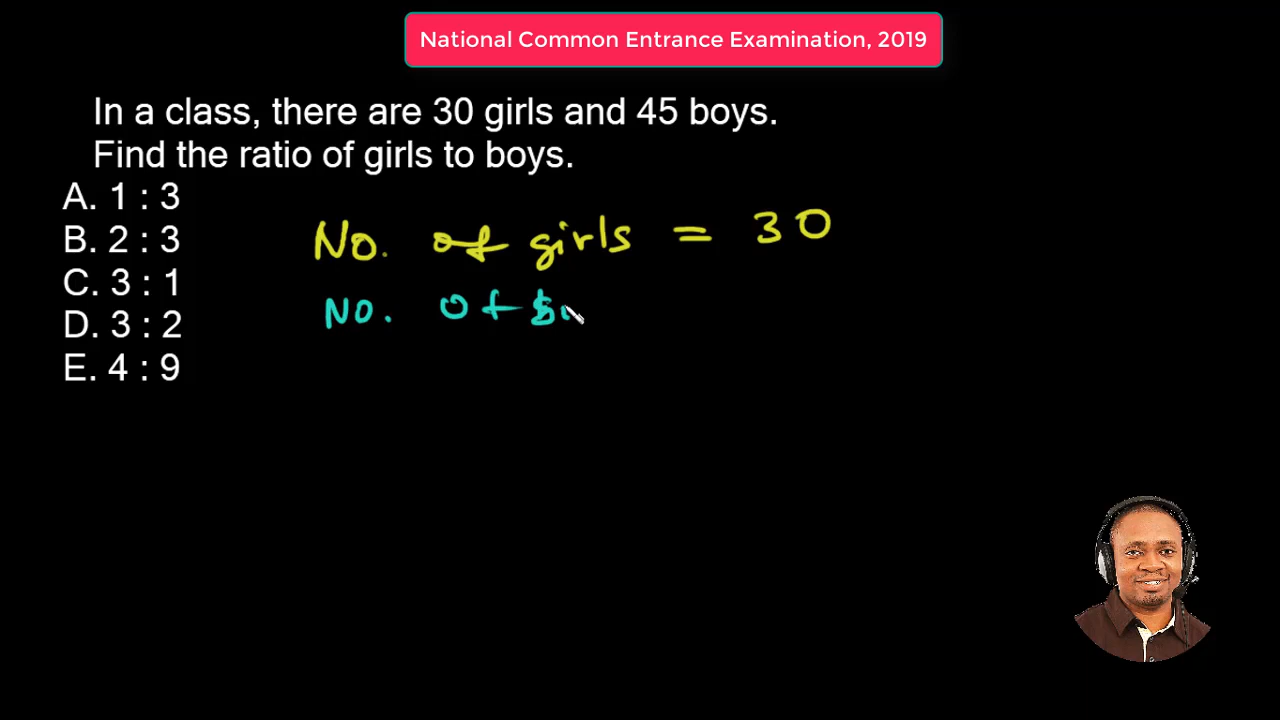 National Common Entrance Examination, 2019
In a class, there are 30 girls and 45 boys.
Find the ratio of girls to boys.
A. 1 : 3
B. 2 : 3
C. 3 : 1
D. 3 : 2
E. 4 : 9
No. of girls = 30
No. of